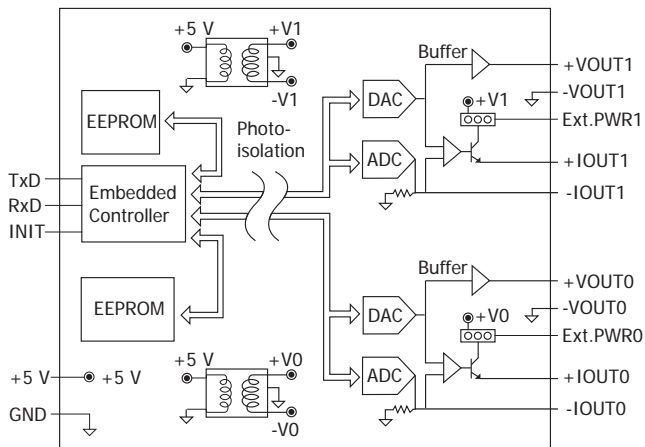 +5 V
+V1
-V1
Buffer
+VOUT1
-VOUT1
DAC
+V1
Ext.PWR1
EEPROM
Photo-
isolation
ADC
+IOUT1
-IOUT1
TxD
RxD
INIT
Embedded
Controller
Buffer
+VOUT0
-VOUT0
EEPROM
DAC
+V0
Ext.PWR0
+5 V
+V0
-V0
+5 V
+5 V
ADC
+IOUT0
-IOUT0
GND